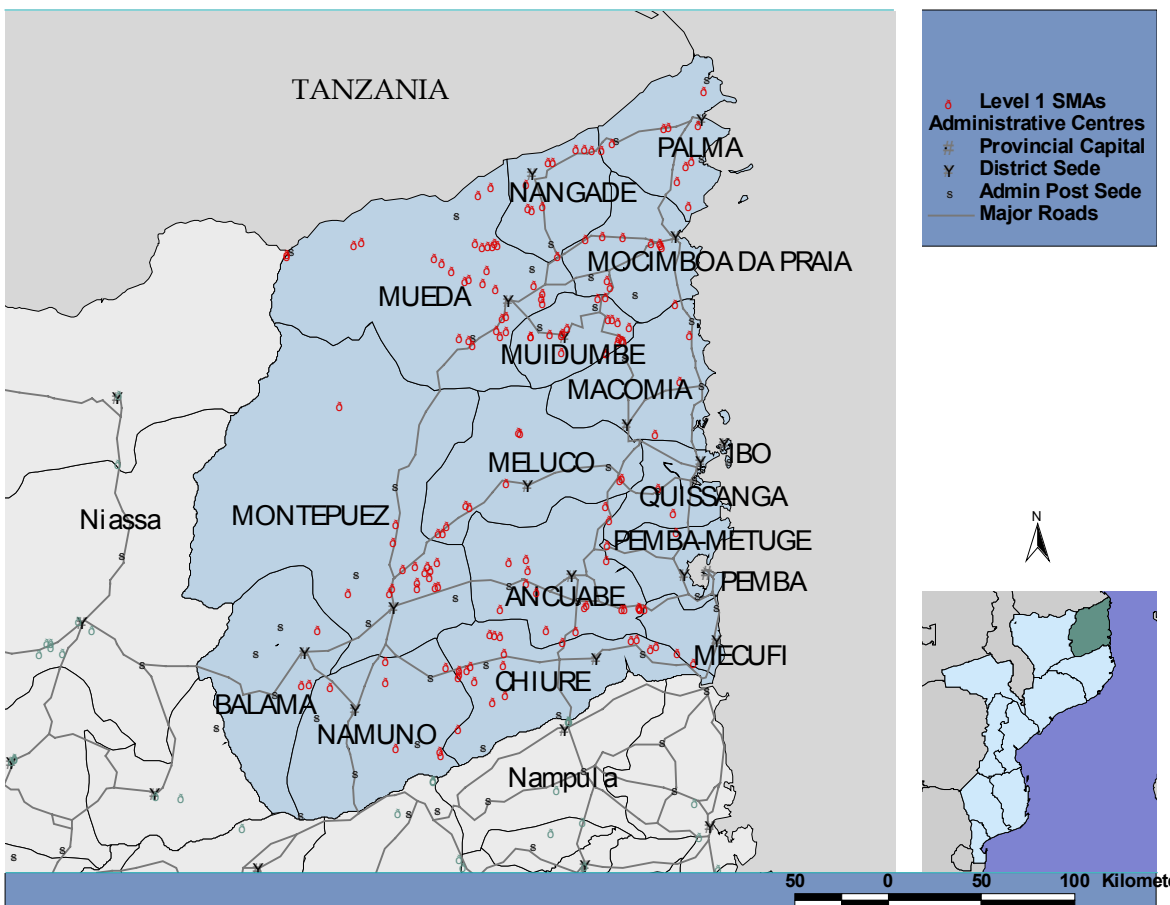 TANZANIA
PALMA
NANGADE
MOCIMBOA DA PRAIA
MUEDA
MUIDUMBE
MACOMIA
IBO
MELUCO
QUISSANGA
Niassa
MONTEPUEZ
PEMBA-METUGE
PEMBA
ANCUABE
MECUFI
CHIURE
BALAMA
NAMUNO
Nampula
Level 1 SMAs
Administrative Centres
Provincial Capital
District Sede
Admin Post Sede
Major Roads
N
50 0 50 100 Kilomete